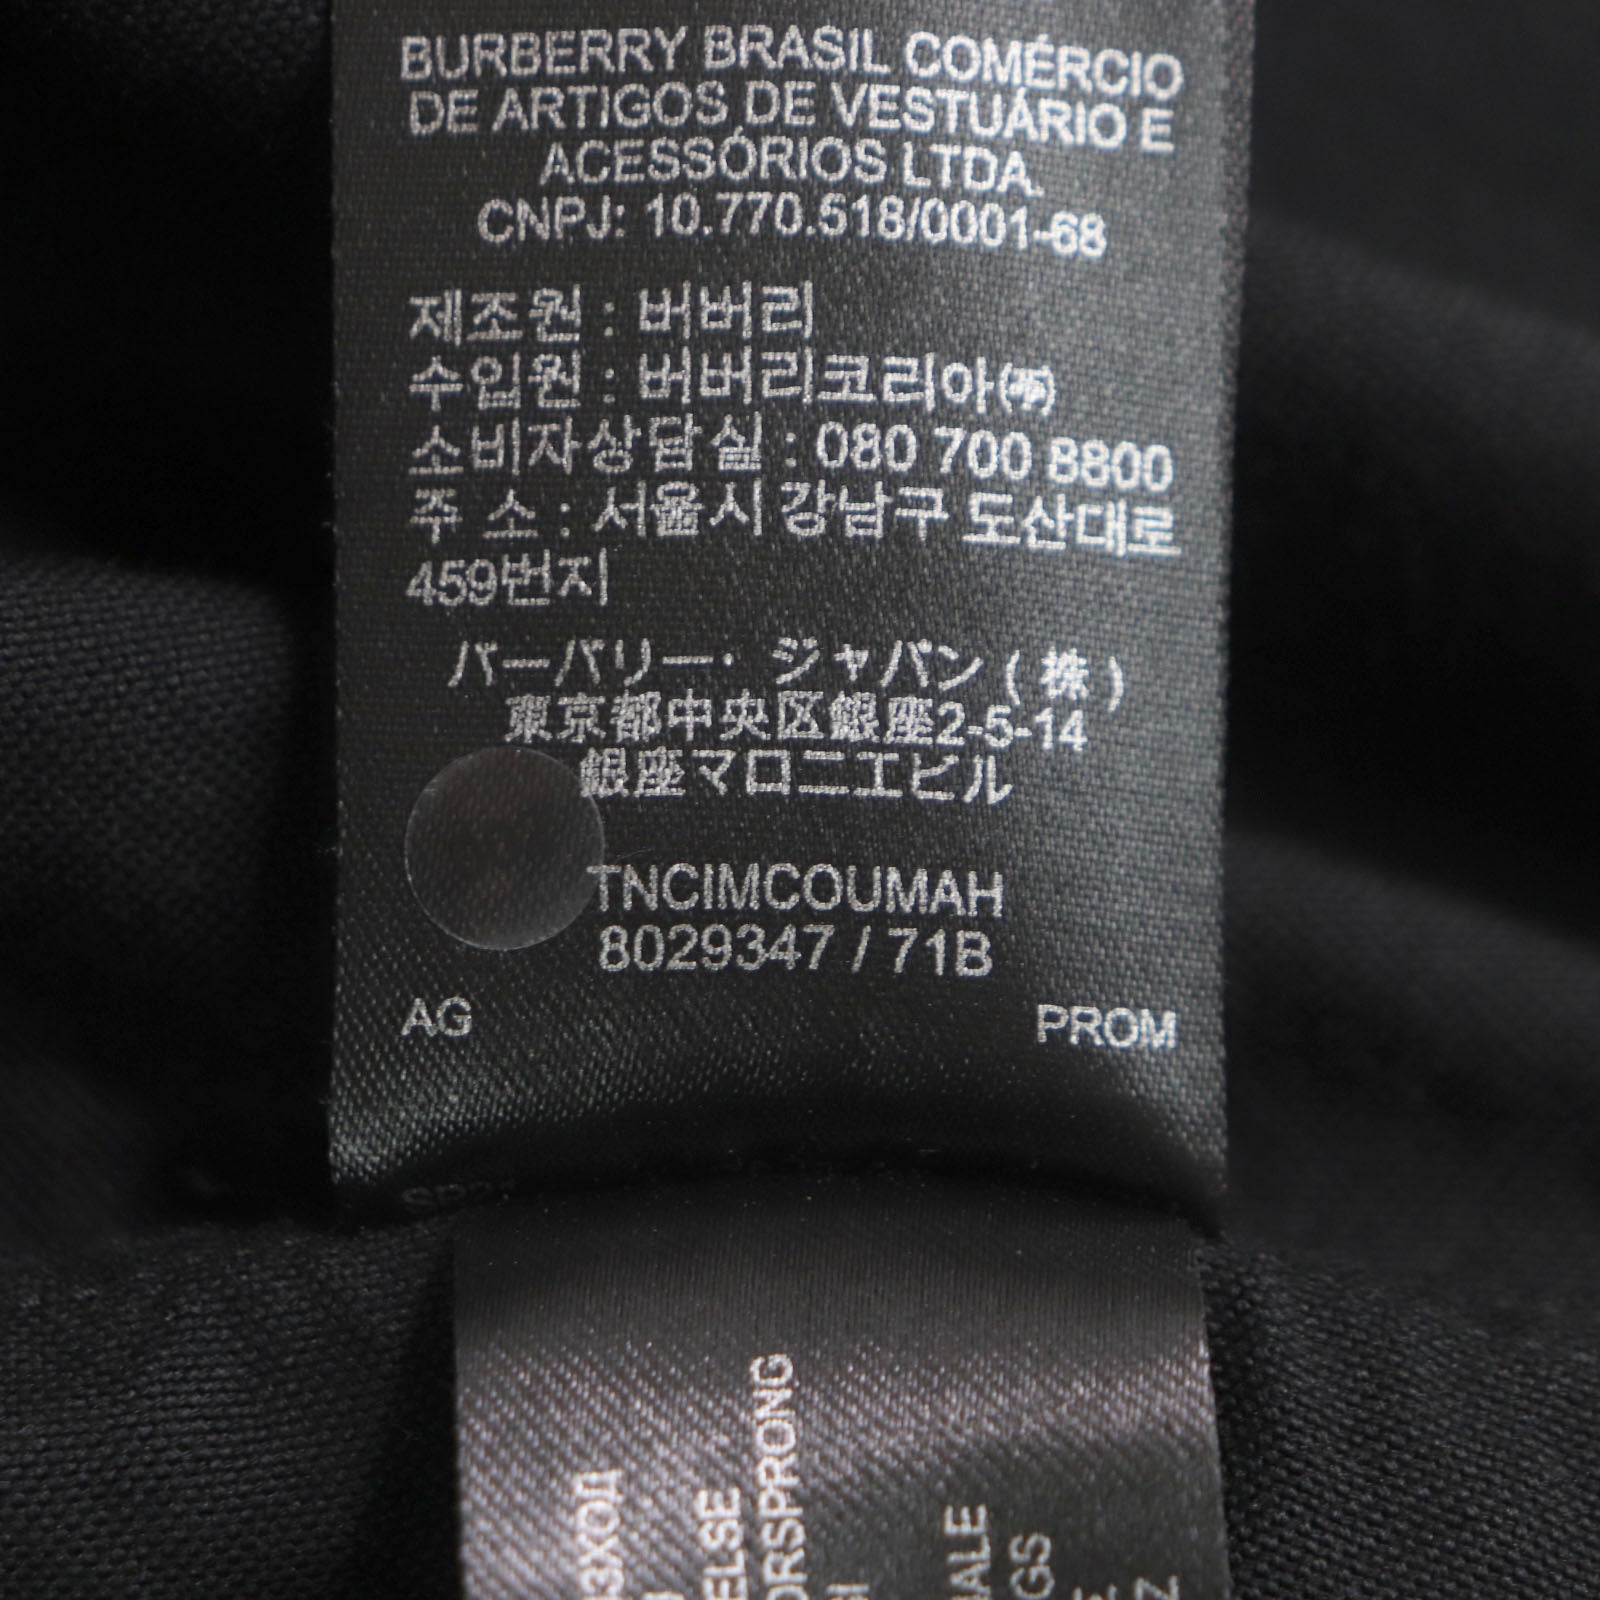 BURBERRY BRASIL COMÉRCIO
DE ARTIGOS DE VESTUÁRIO E
ACESSÓRIOS LTDA.
CNPJ: 10.770.518/0001-68
제조원 : 버버리
수입원 : 버버리코리아(株)
소비자상담실 : 080 700 8800
주 소 : 서울시 강남구 도산대로
459번지
バーバリー・ジャパン ( 株 )
東京都中央区銀座2-5-14
銀座マロニエビル
TNCIMCOUMAH
8029347 / 71B
AG
PROM